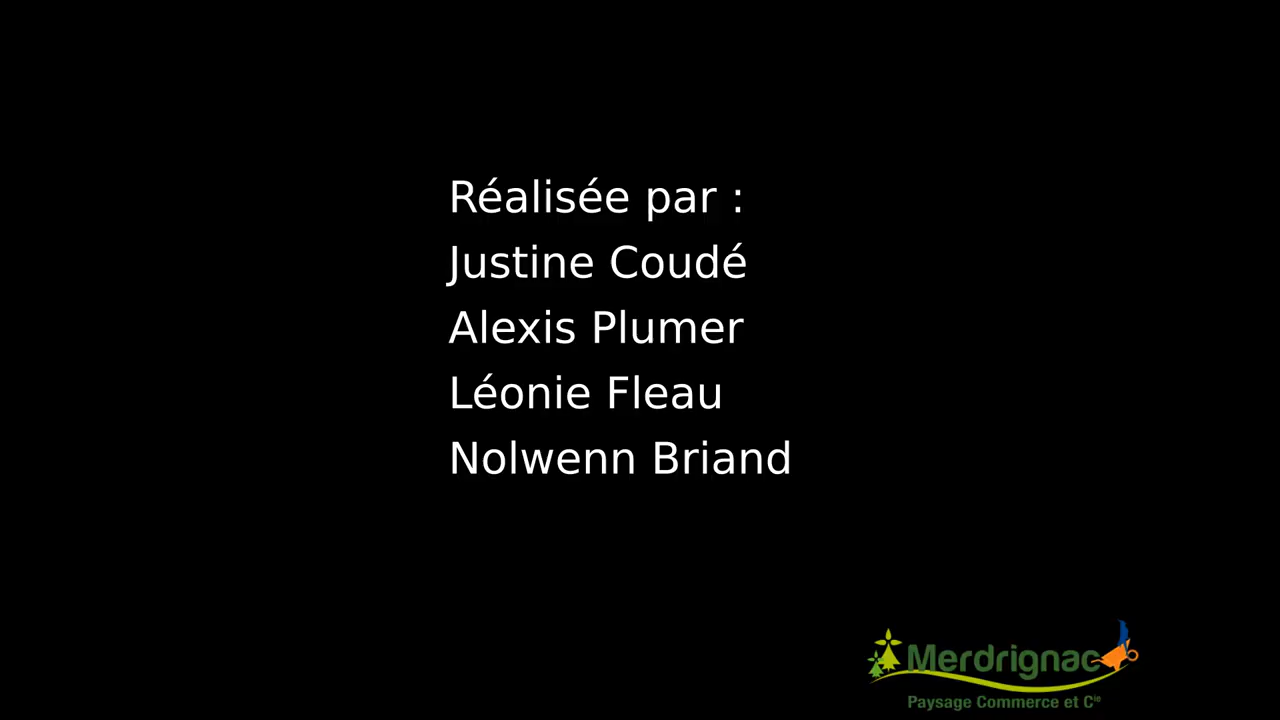 Réalisée par :
Justine Coudé
Alexis Plumer
Léonie Fleau
Nolwenn Briand
Merdrignac
Paysage Commerce et Cie